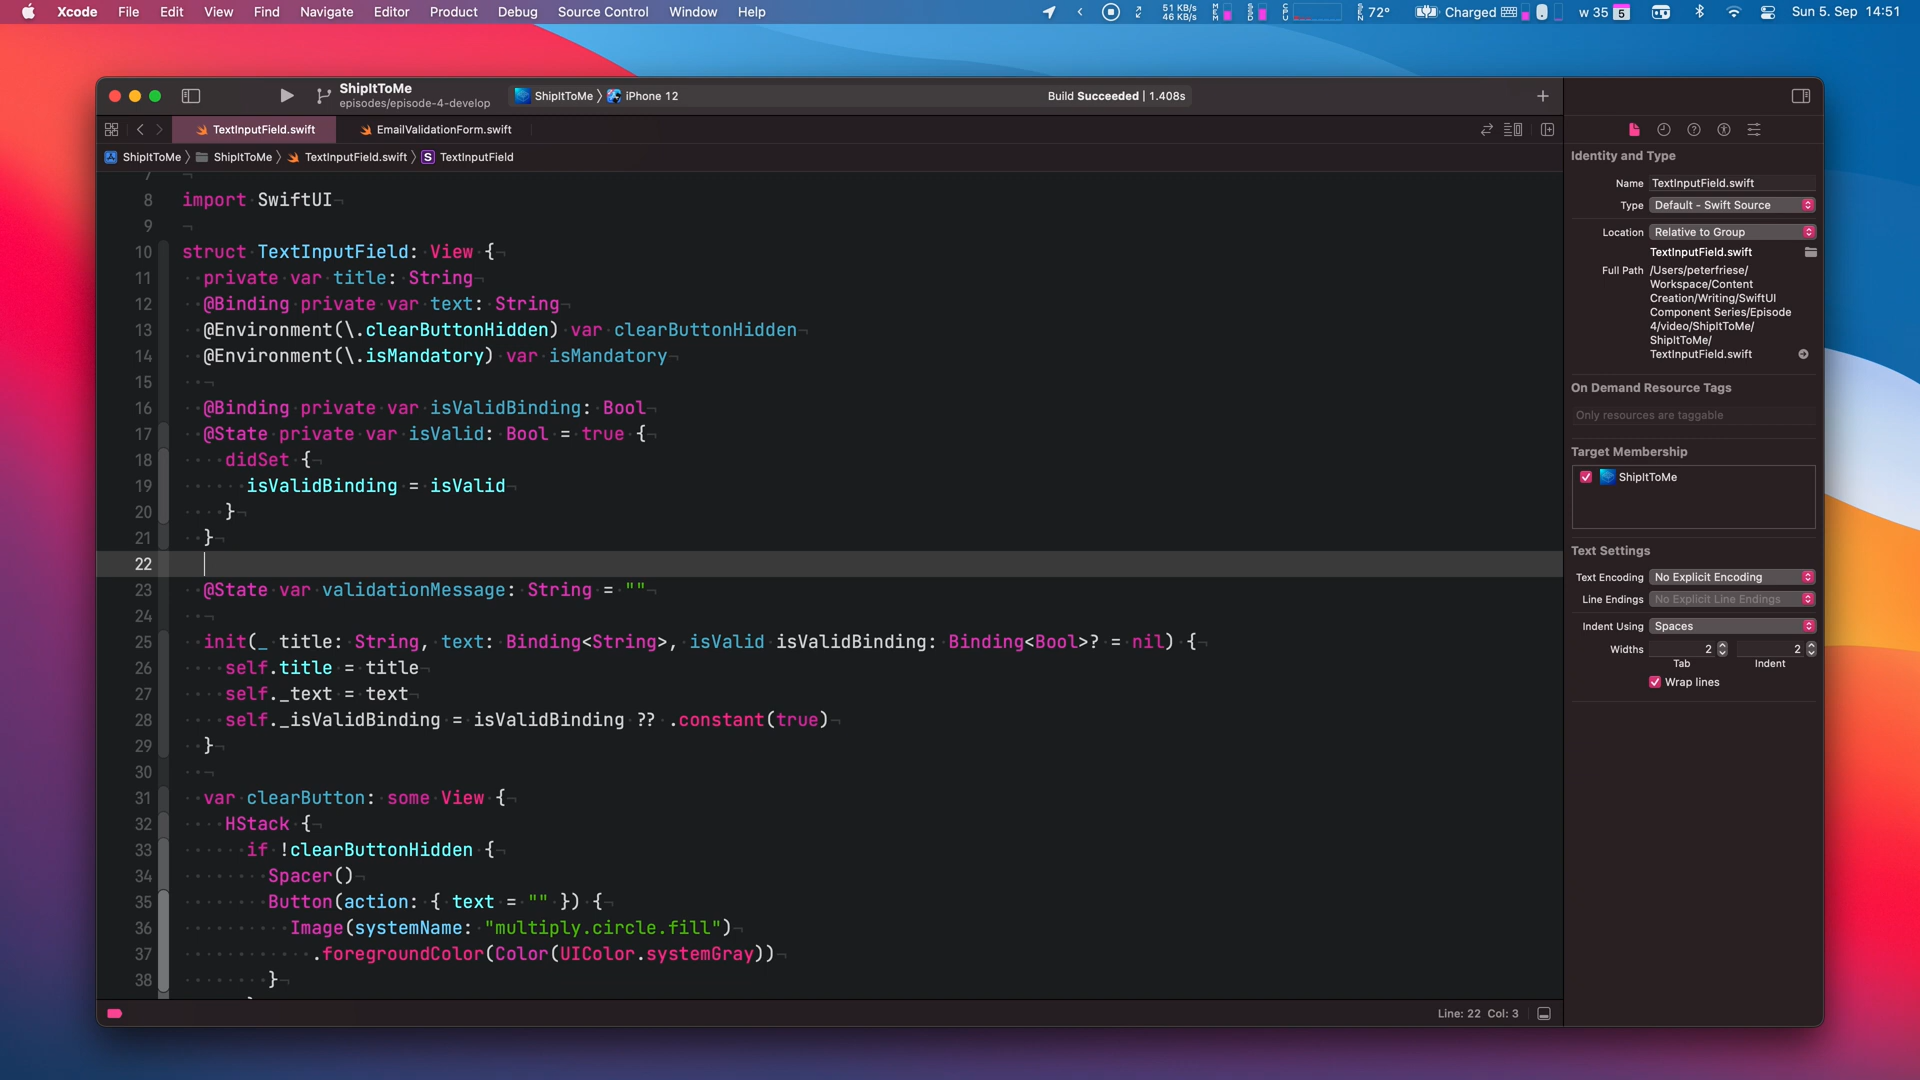 Xcode File Edit View Find Navigate Editor Product Debug Source Control Window Help
51 KB/s
46 KB/s
MEM SSD CPU SEN 72° Charged w 35 5 Sun 5. Sep 14:51
ShipItToMe
episodes/episode-4-develop
ShipItToMe 〉 iPhone 12
Build Succeeded | 1.408s
TextInputField.swift EmailValidationForm.swift
ShipItToMe 〉 ShipItToMe 〉 TextInputField.swift 〉 S TextInputField
7
8 import SwiftUI
9
10 struct TextInputField: View {
11 private var title: String
12 @Binding private var text: String
13 @Environment(\.clearButtonHidden) var clearButtonHidden
14 @Environment(\.isMandatory) var isMandatory
15
16 @Binding private var isValidBinding: Bool
17 @State private var isValid: Bool = true {
18 didSet {
19 isValidBinding = isValid
20 }
21 }
22
23 @State var validationMessage: String = ""
24
25 init(_ title: String, text: Binding<String>, isValid isValidBinding: Binding<Bool>? = nil) {
26 self.title = title
27 self._text = text
28 self._isValidBinding = isValidBinding ?? .constant(true)
29 }
30
31 var clearButton: some View {
32 HStack {
33 if !clearButtonHidden {
34 Spacer()
35 Button(action: { text = "" }) {
36 Image(systemName: "multiply.circle.fill")
37 .foregroundColor(Color(UIColor.systemGray))
38 }
Line: 22 Col: 3
Identity and Type
Name TextInputField.swift
Type Default - Swift Source
Location Relative to Group
TextInputField.swift
Full Path /Users/peterfriese/
Workspace/Content
Creation/Writing/SwiftUI
Component Series/Episode
4/video/ShipItToMe/
ShipItToMe/
TextInputField.swift
On Demand Resource Tags
Only resources are taggable
Target Membership
ShipItToMe
Text Settings
Text Encoding No Explicit Encoding
Line Endings No Explicit Line Endings
Indent Using Spaces
Widths 2 2
Tab Indent
Wrap lines